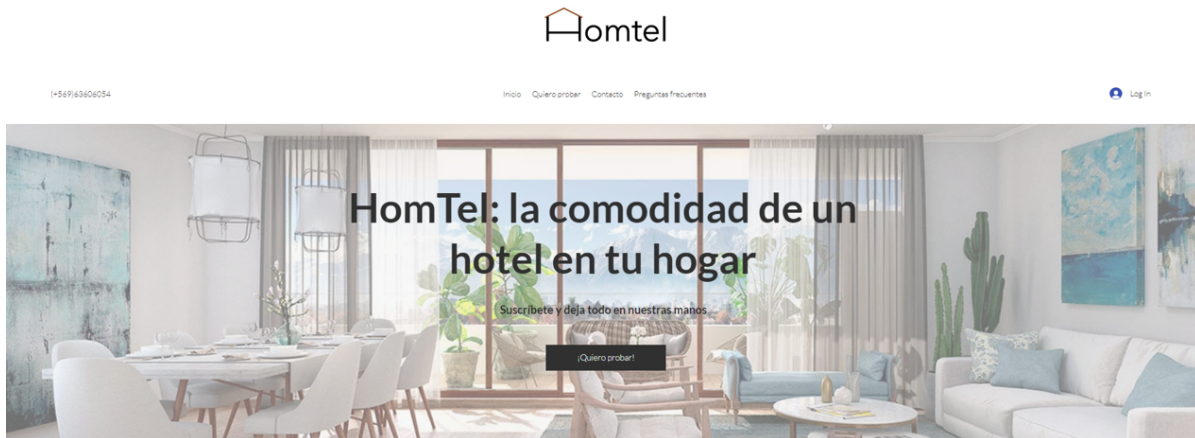 Homtel
(+569)63606054
Inicio Quiero probar Contacto Preguntas frecuentes
Log In
HomTel: la comodidad de un
hotel en tu hogar
Suscríbete y deja todo en nuestras manos
¡Quiero probar!